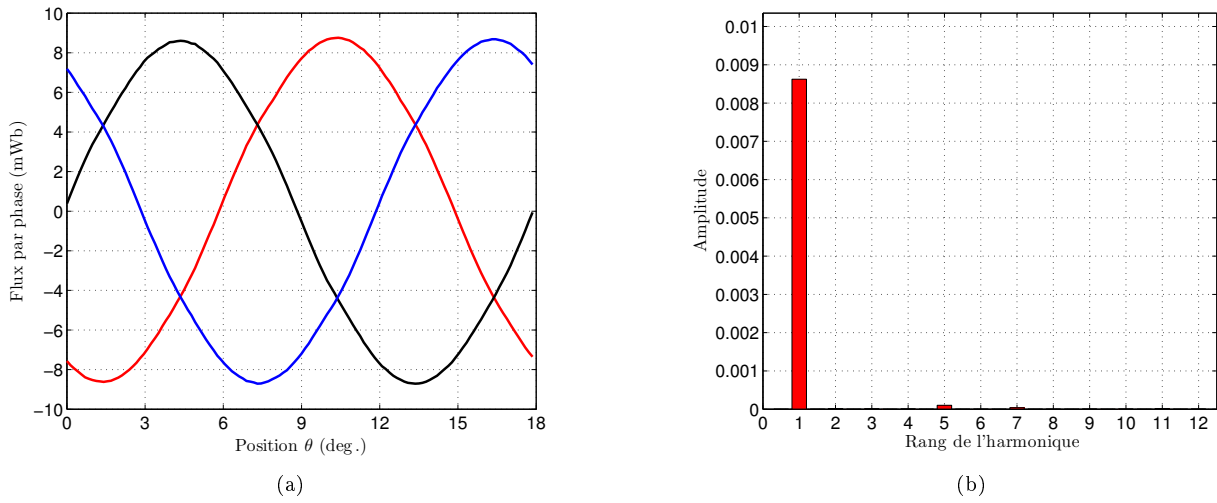 10
8
6
4
2
0
−2
−4
−6
−8
−10
0 3 6 9 12 15 18
Flux par phase (mWb)
Position θ (deg.)
(a)
0.01
0.009
0.008
0.007
0.006
0.005
0.004
0.003
0.002
0.001
0
0 1 2 3 4 5 6 7 8 9 10 11 12
Amplitude
Rang de l'harmonique
(b)